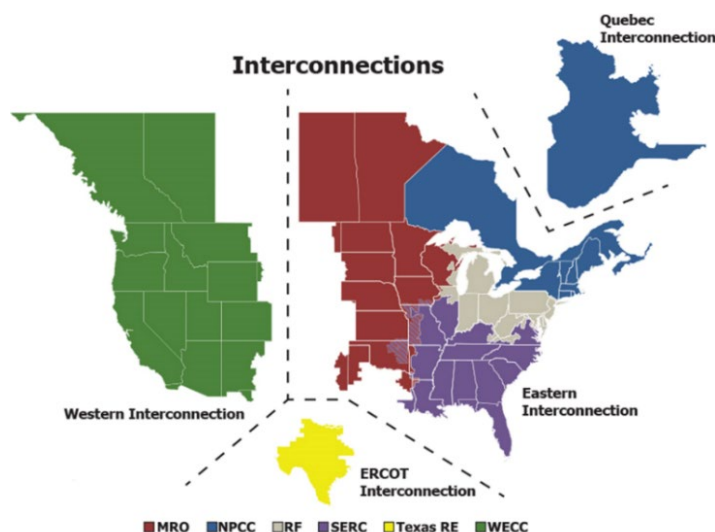 Quebec
Interconnection
Interconnections
Western Interconnection
Eastern
Interconnection
ERCOT
Interconnection
MRO NPCC RF SERC Texas RE WECC